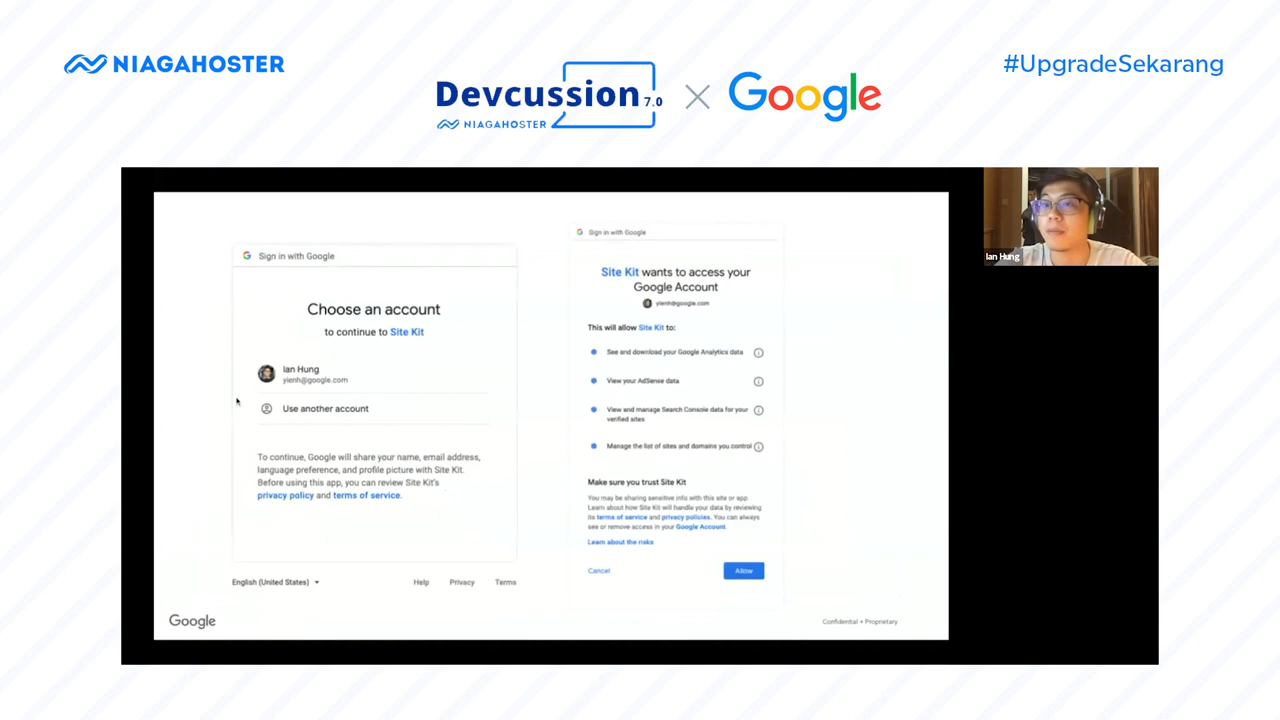 NIAGAHOSTER
Devcussion 7.0
NIAGAHOSTER
Google
#UpgradeSekarang
Sign in with Google
Choose an account
to continue to Site Kit
Ian Hung
yienh@google.com
Use another account
To continue, Google will share your name, email address,
language preference, and profile picture with Site Kit.
Before using this app, you can review Site Kit's
privacy policy and terms of service.
English (United States)
Help
Privacy
Terms
Sign in with Google
Site Kit wants to access your
Google Account
yienh@google.com
This will allow Site Kit to:
See and download your Google Analytics data
View your AdSense data
View and manage Search Console data for your
verified sites
Manage the list of sites and domains you control
Make sure you trust Site Kit
You may be sharing sensitive info with this site or app.
Learn about how Site Kit will handle your data by reviewing
its terms of service and privacy policies. You can always
see or remove access in your Google Account.
Learn about the risks
Cancel
Allow
Google
Confidential + Proprietary
Ian Hung